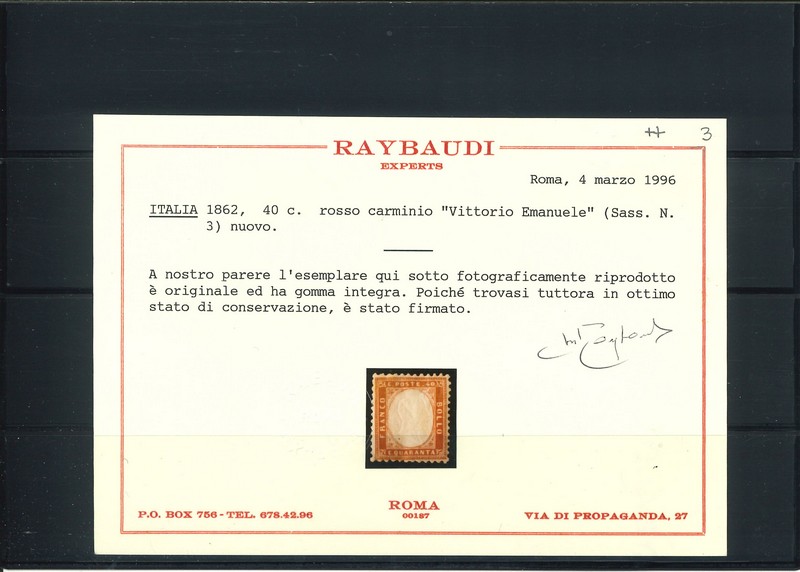 # 3
RAYBAUDI
EXPERTS
Roma, 4 marzo 1996
ITALIA 1862, 40 c. rosso carminio "Vittorio Emanuele" (Sass. N.
3) nuovo.
A nostro parere l'esemplare qui sotto fotograficamente riprodotto
è originale ed ha gomma integra. Poiché trovasi tuttora in ottimo
stato di conservazione, è stato firmato.
FRANCO
BOLLO
QUARANTA
ROMA
00187
P.O. BOX 756 - TEL. 678.42.96
VIA DI PROPAGANDA, 27